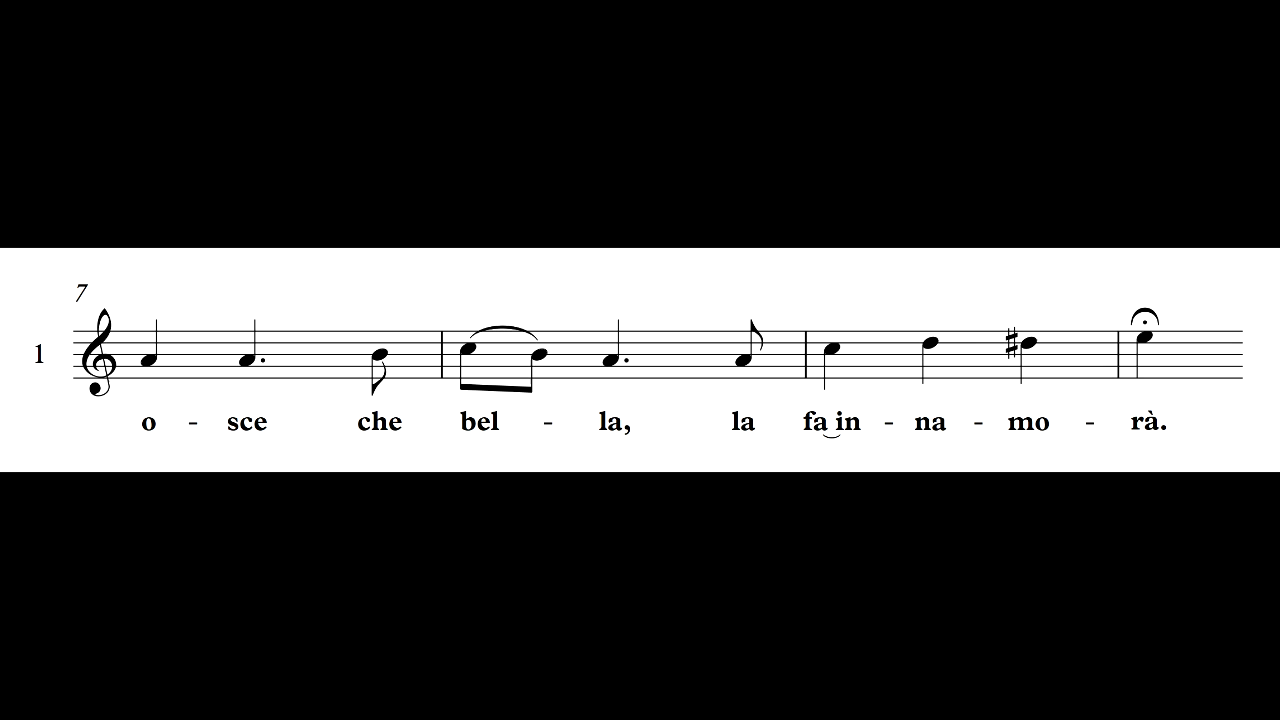 7
1
o - sce che bel - la, la fa in - na - mo - rà.